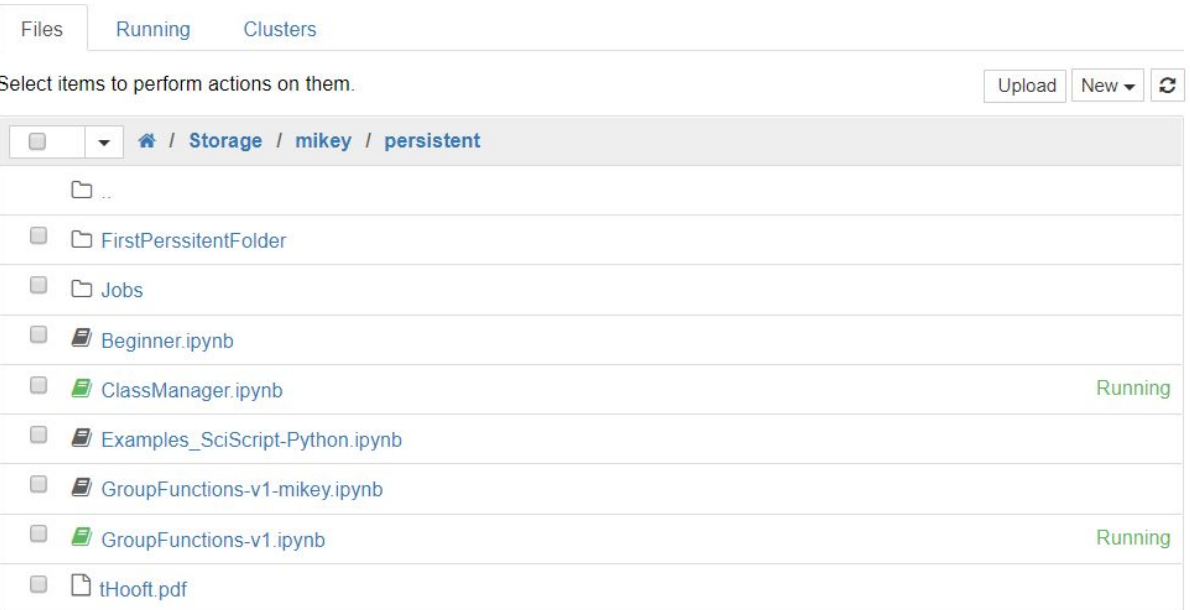 Files Running Clusters
Select items to perform actions on them. Upload New
/ Storage / mikey / persistent
..
FirstPerssitentFolder
Jobs
Beginner.ipynb
ClassManager.ipynb Running
Examples_SciScript-Python.ipynb
GroupFunctions-v1-mikey.ipynb
GroupFunctions-v1.ipynb Running
tHooft.pdf